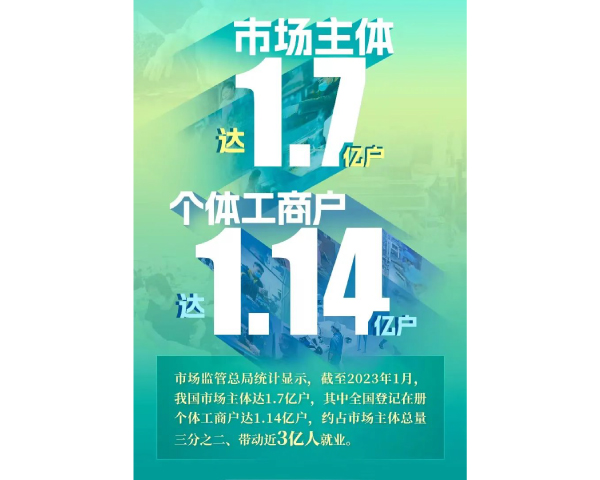 市场主体
达1.7亿户
个体工商户
达1.14亿户
市场监管总局统计显示，截至2023年1月，
我国市场主体达1.7亿户，其中全国登记在册
个体工商户达1.14亿户，约占市场主体总量
三分之二、带动近3亿人就业。